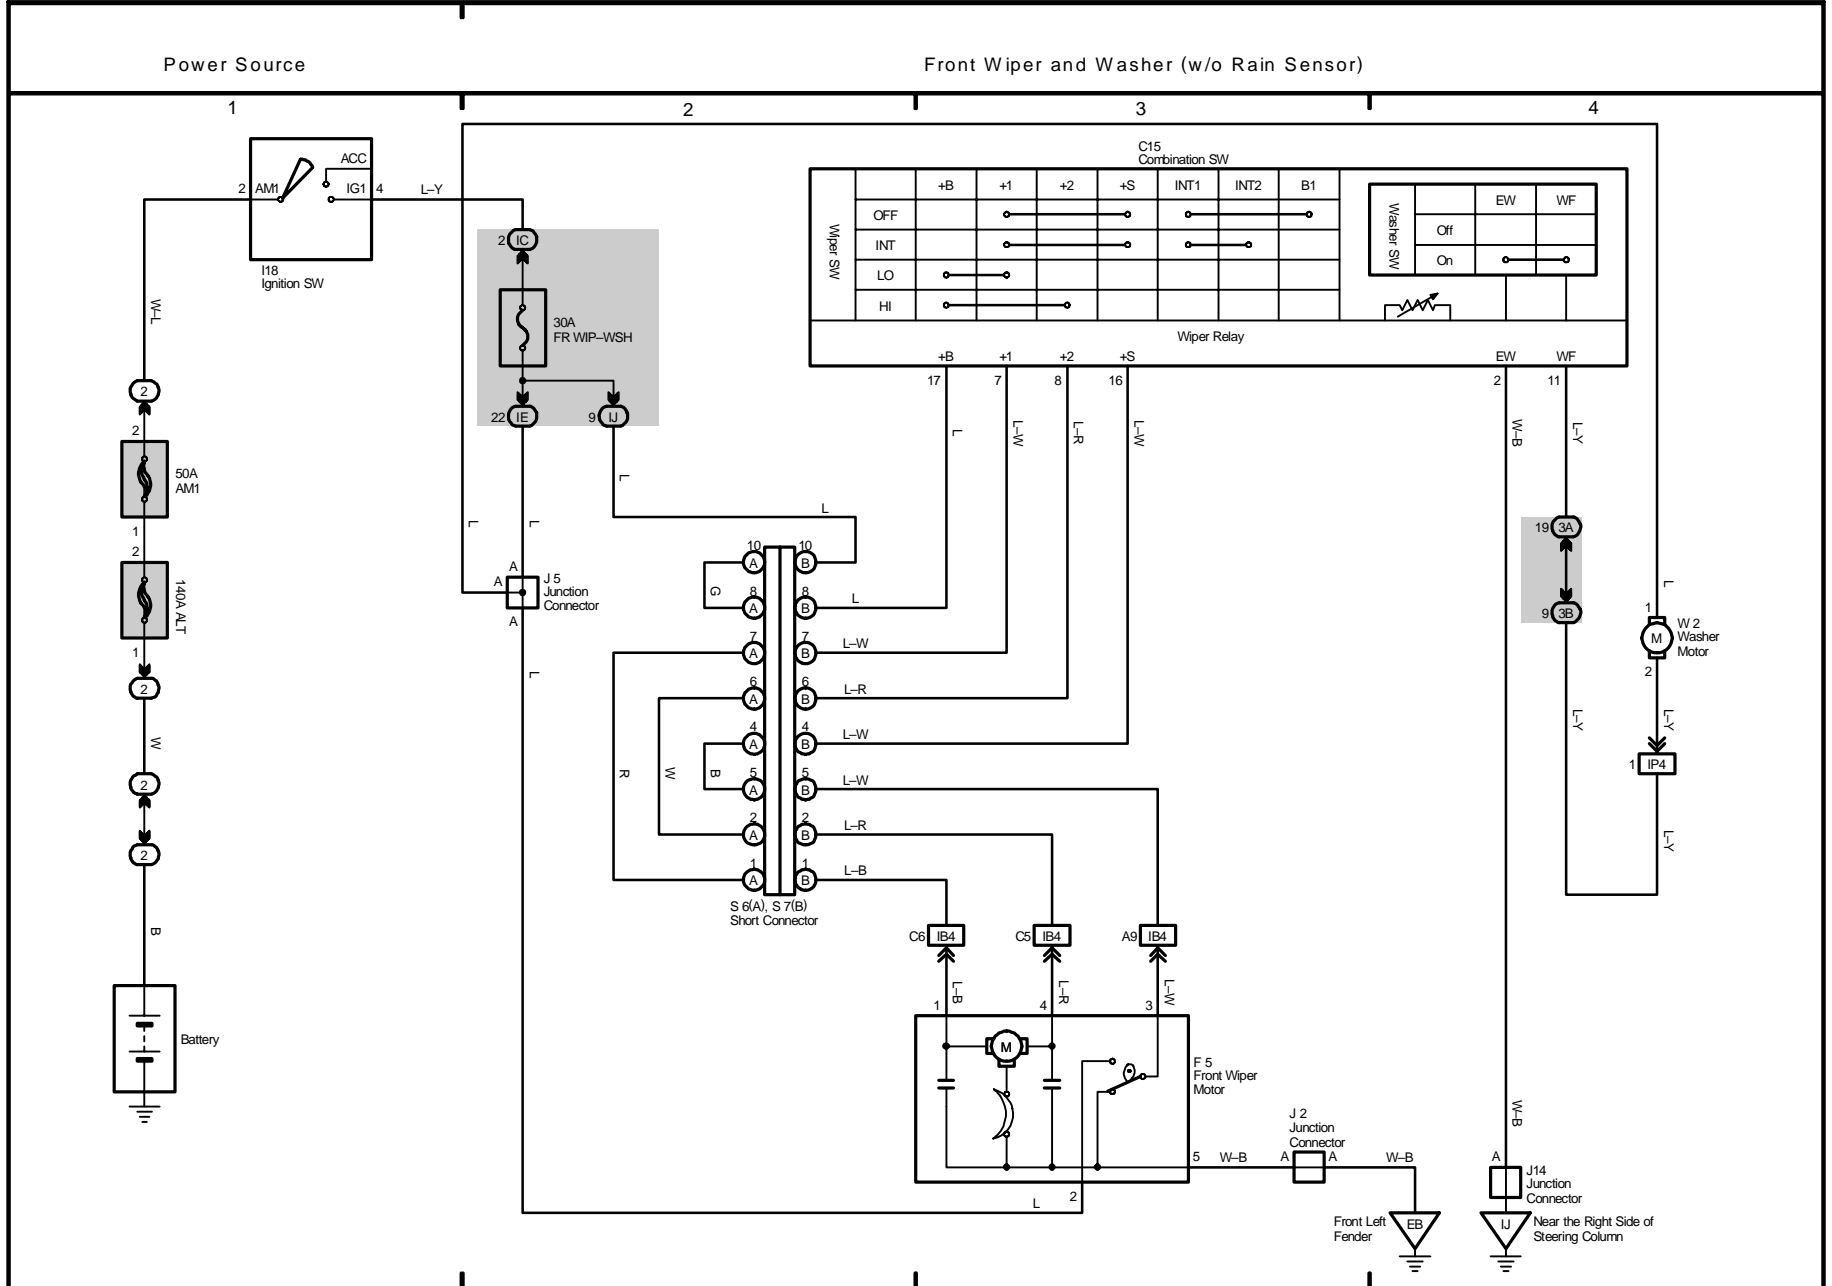 Power Source
Front Wiper and Washer (w/o Rain Sensor)
1
2
3
4
ACC
2
AM1
IG1
4
L–Y
I18
Ignition SW
W–L
2
2
50A
AM1
1
2
140A ALT
1
2
W
2
2
B
Battery
2
IC
30A
FR WIP–WSH
22
IE
9
IJ
L
L
L
L
A
A
J 5
Junction
Connector
A
L
C15
Combination SW
Wiper SW
+B
+1
+2
+S
INT1
INT2
B1
OFF
INT
LO
HI
Washer SW
EW
WF
Off
On
Wiper Relay
+B
+1
+2
+S
EW
WF
17
7
8
16
2
11
L
L–W
L–R
L–W
W–B
L–Y
10
A
10
B
G
8
A
8
B
L
7
A
7
B
L–W
6
A
6
B
L–R
4
A
4
B
L–W
R
W
B
5
A
5
B
L–W
2
A
2
B
L–R
1
A
1
B
L–B
S 6(A), S 7(B)
Short Connector
19
3A
9
3B
L
1
M
W 2
Washer
Motor
2
L–Y
L–Y
1
IP4
L–Y
C6
IB4
C5
IB4
A9
IB4
L–B
L–R
L–W
1
4
3
M
F 5
Front Wiper
Motor
5
W–B
A
J 2
Junction
Connector
A
W–B
2
L
Front Left
Fender
EB
W–B
A
J14
Junction
Connector
IJ
Near the Right Side of
Steering Column